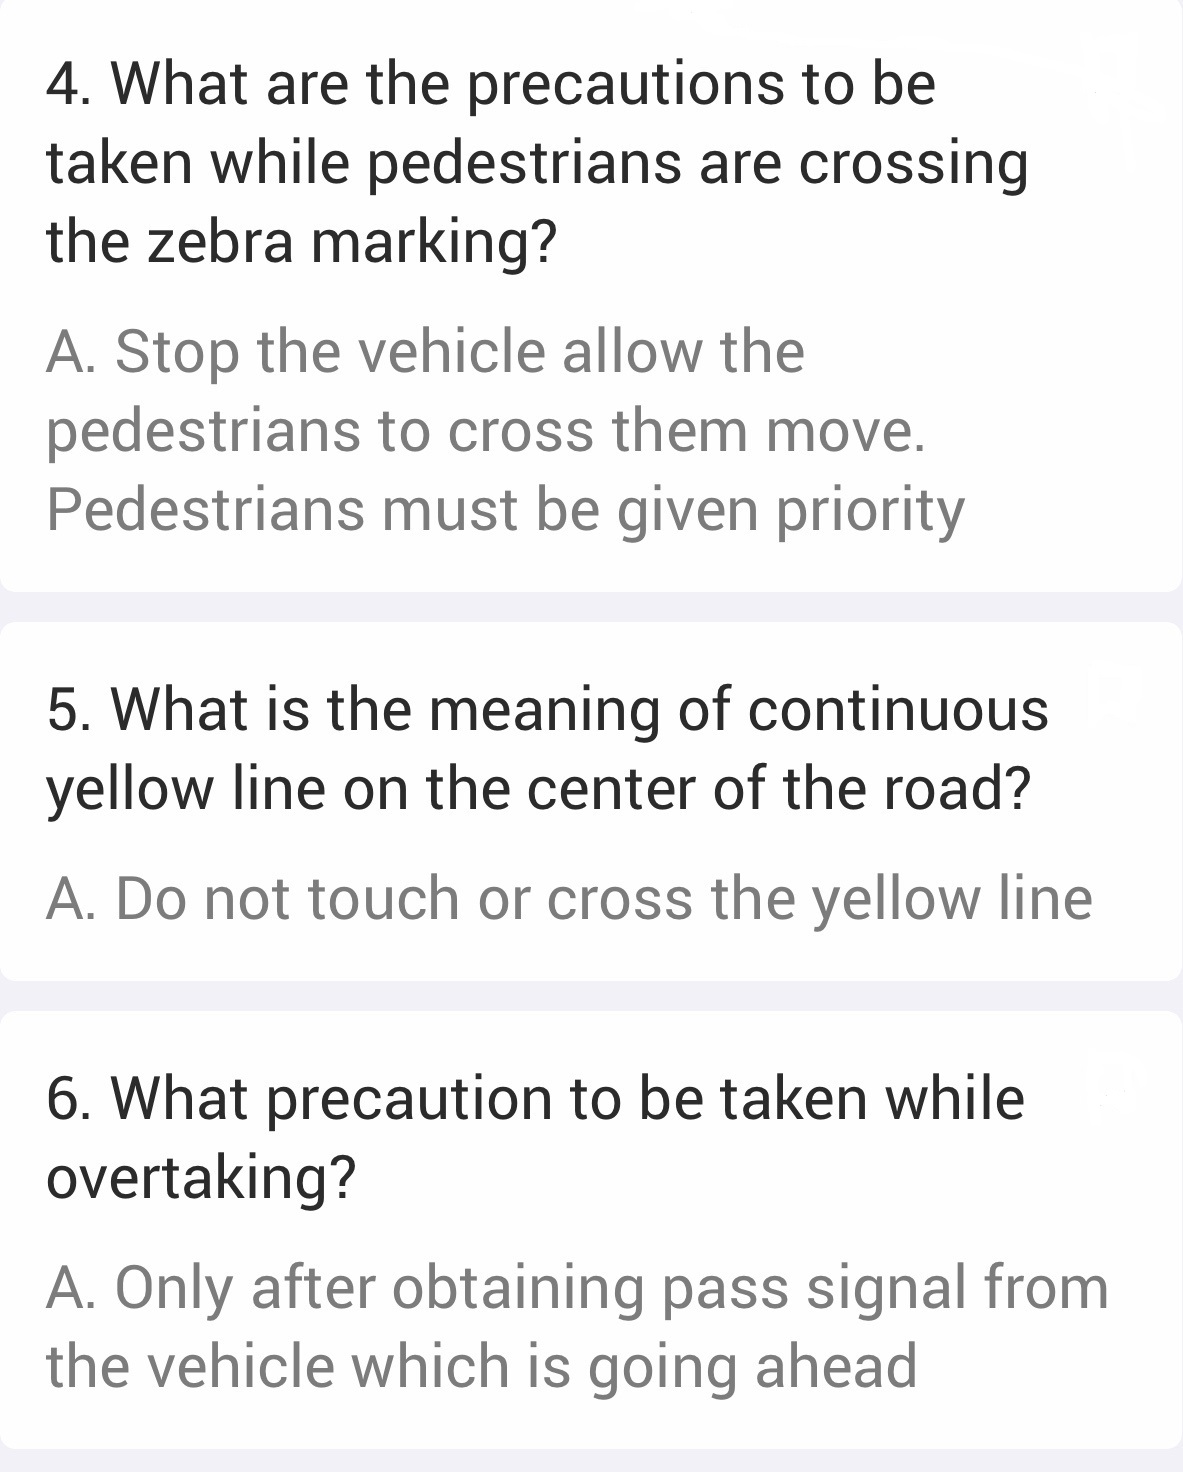 4. What are the precautions to be
taken while pedestrians are crossing
the zebra marking?
A. Stop the vehicle allow the
pedestrians to cross them move.
Pedestrians must be given priority
5. What is the meaning of continuous
yellow line on the center of the road?
A. Do not touch or cross the yellow line
6. What precaution to be taken while
overtaking?
A. Only after obtaining pass signal from
the vehicle which is going ahead